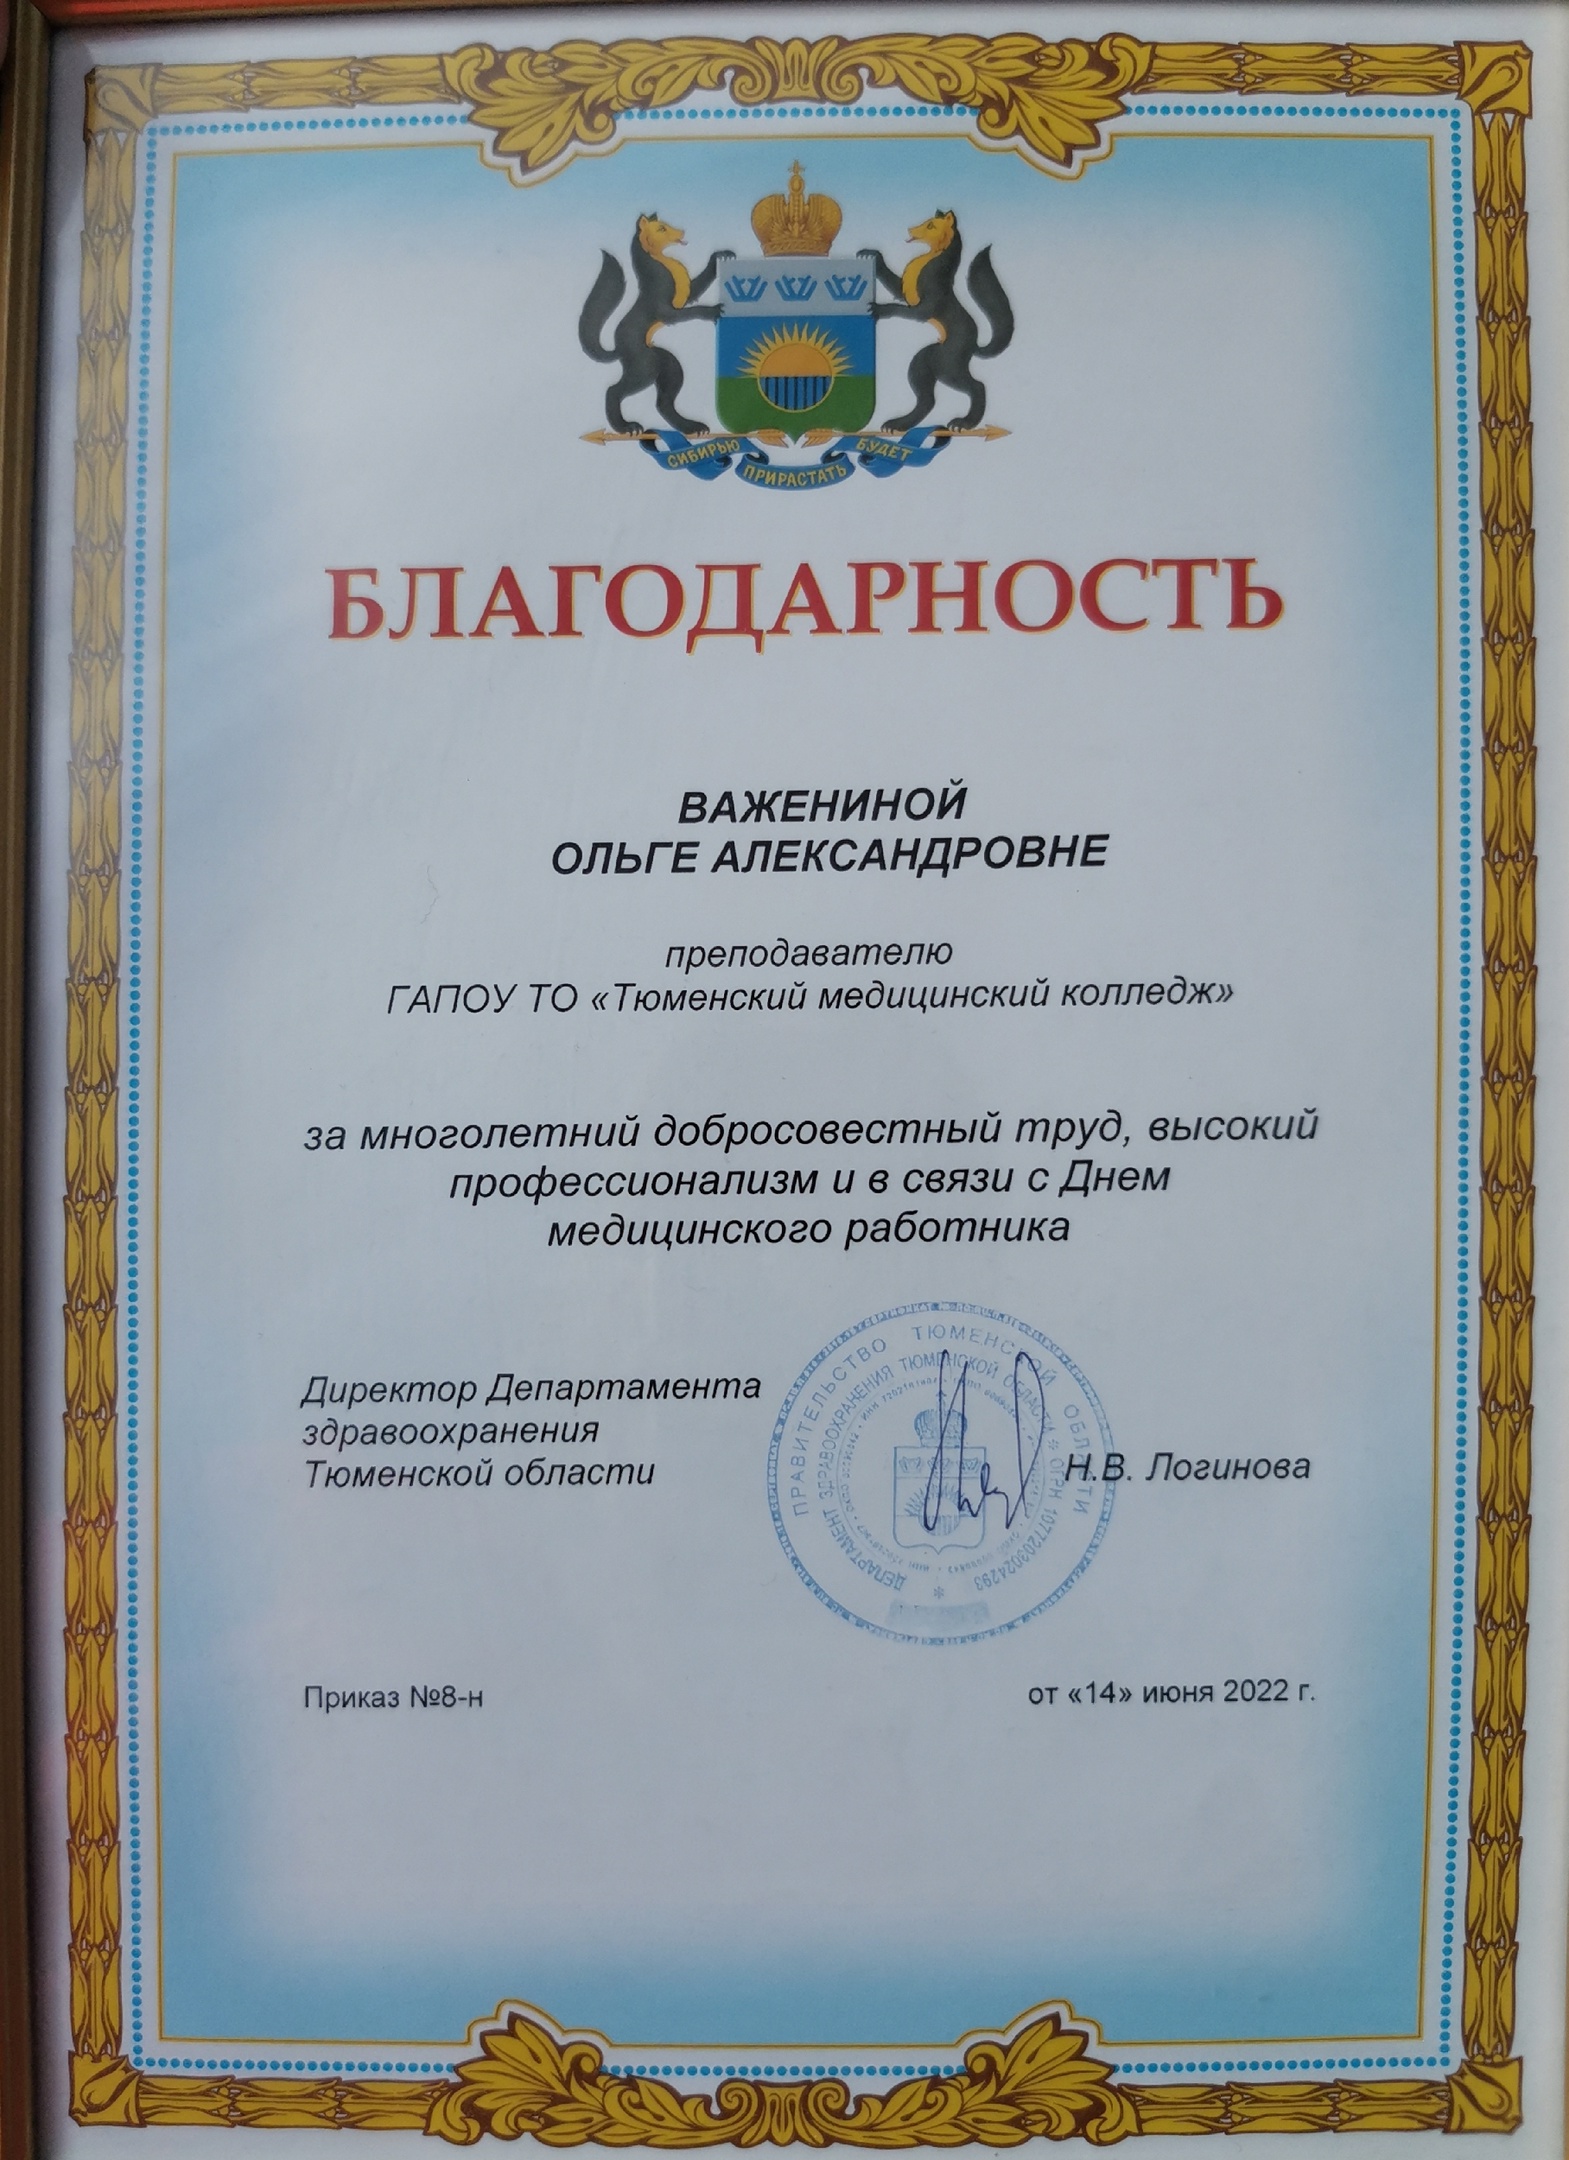 СИБИРЬЮ ПРИРАСТАТЬ БУДЕТ
БЛАГОДАРНОСТЬ
ВАЖЕНИНОЙ
ОЛЬГЕ АЛЕКСАНДРОВНЕ
преподавателю
ГАПОУ ТО «Тюменский медицинский колледж»
за многолетний добросовестный труд, высокий
профессионализм и в связи с Днем
медицинского работника
Директор Департамента
здравоохранения
Тюменской области
Н.В. Логинова
ПРАВИТЕЛЬСТВО ТЮМЕНСКОЙ ОБЛАСТИ
ДЕПАРТАМЕНТ ЗДРАВООХРАНЕНИЯ ТЮМЕНСКОЙ ОБЛАСТИ * ОГРН 1077203024293
Приказ №8-н
от «14» июня 2022 г.